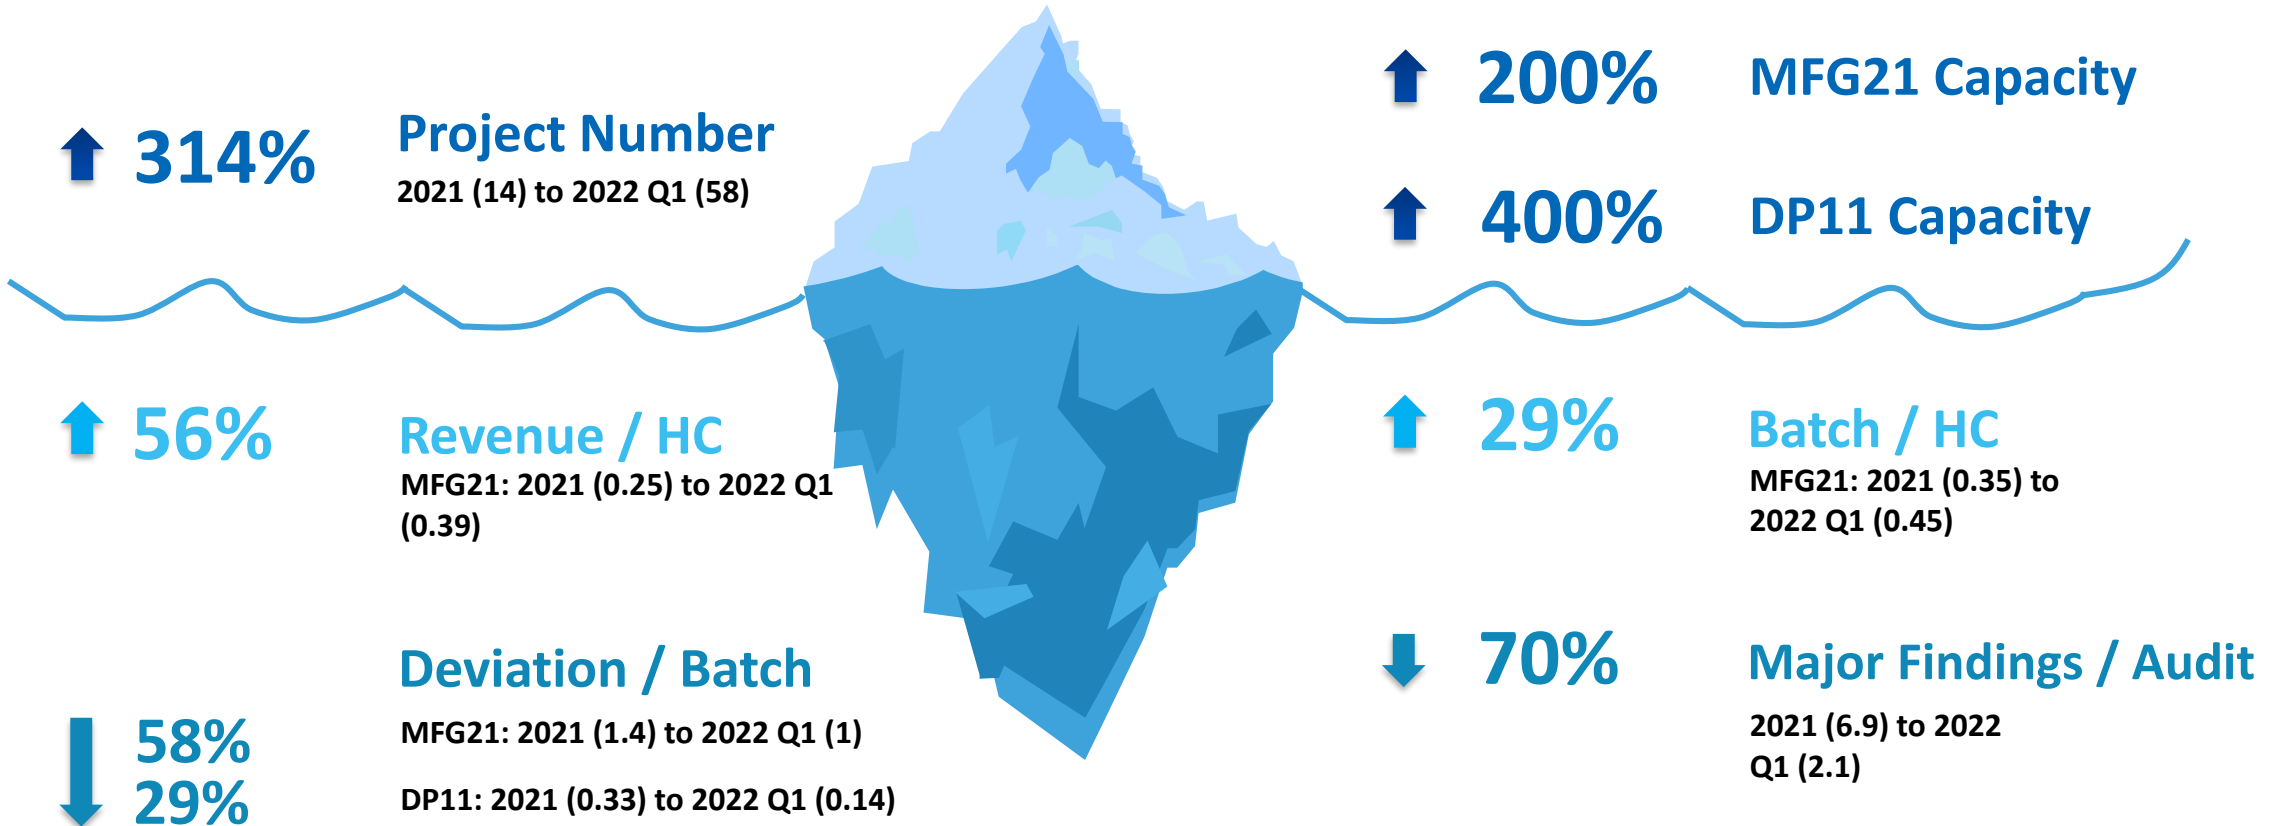 314%
Project Number
2021 (14) to 2022 Q1 (58)
200%
MFG21 Capacity
400%
DP11 Capacity
56%
Revenue / HC
MFG21: 2021 (0.25) to 2022 Q1
(0.39)
29%
Batch / HC
MFG21: 2021 (0.35) to
2022 Q1 (0.45)
Deviation / Batch
58%
MFG21: 2021 (1.4) to 2022 Q1 (1)
29%
DP11: 2021 (0.33) to 2022 Q1 (0.14)
70%
Major Findings / Audit
2021 (6.9) to 2022
Q1 (2.1)